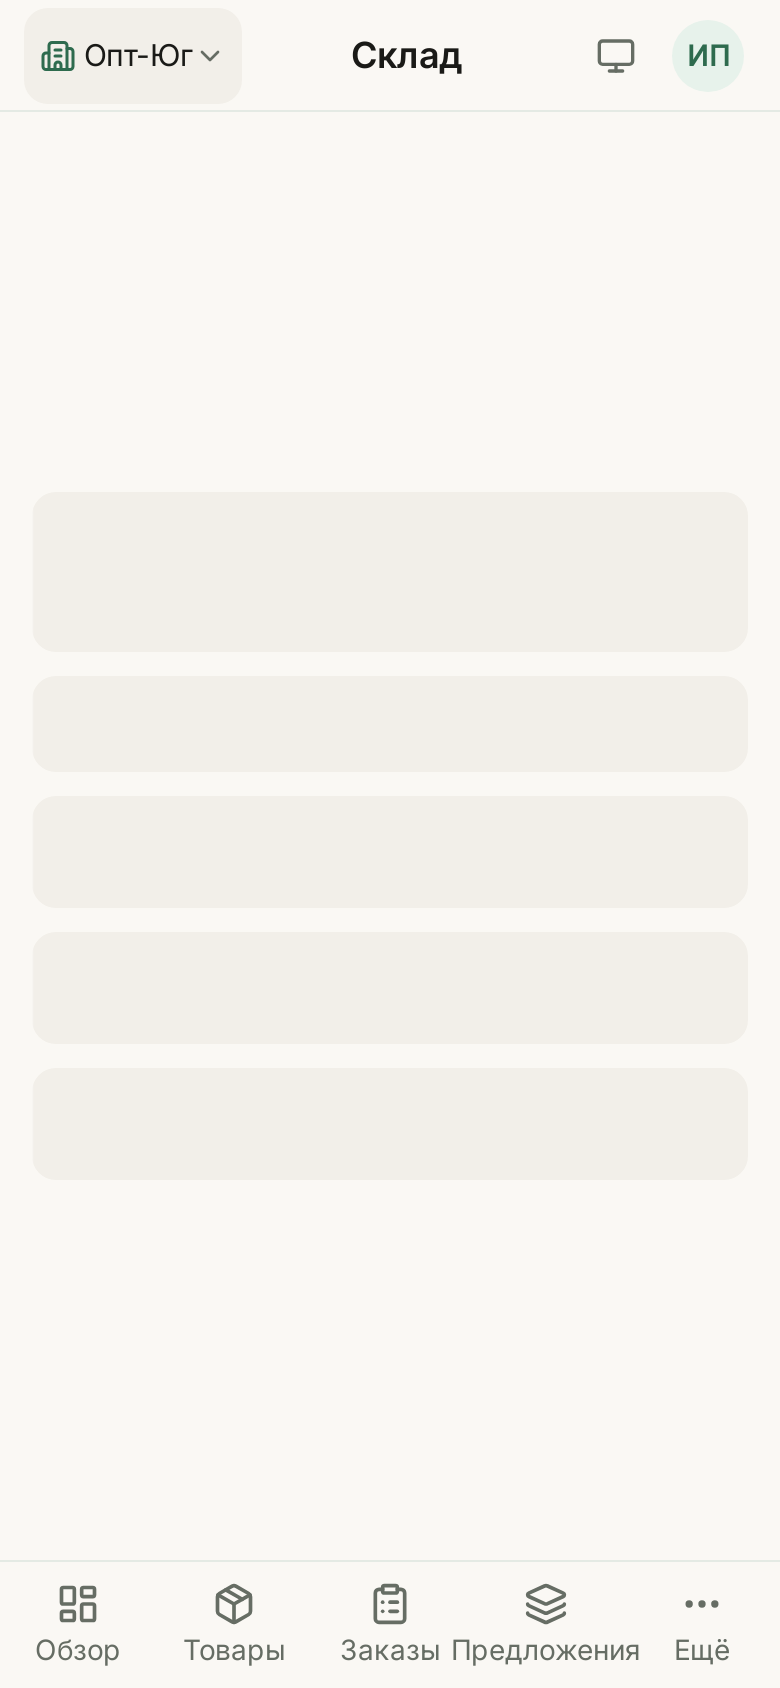 Опт-Юг
Склад
ИП
Обзор
Товары
Заказы
Предложения
Ещё